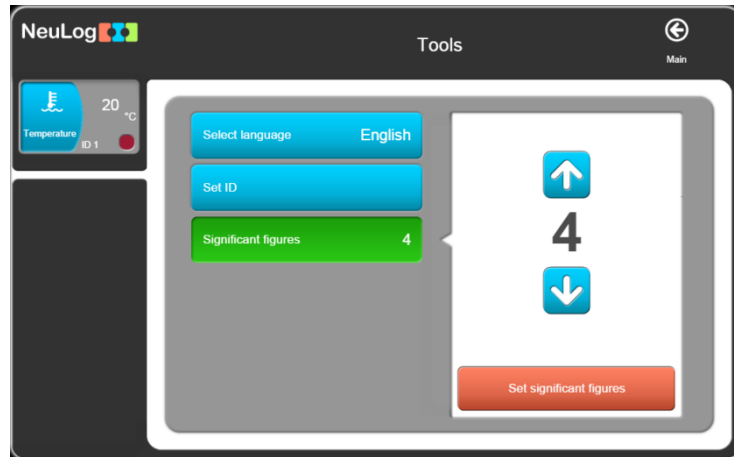 NeuLog
Tools
Main
20 °C
Temperature
ID 1
Select language English
Set ID
Significant figures 4
4
Set significant figures